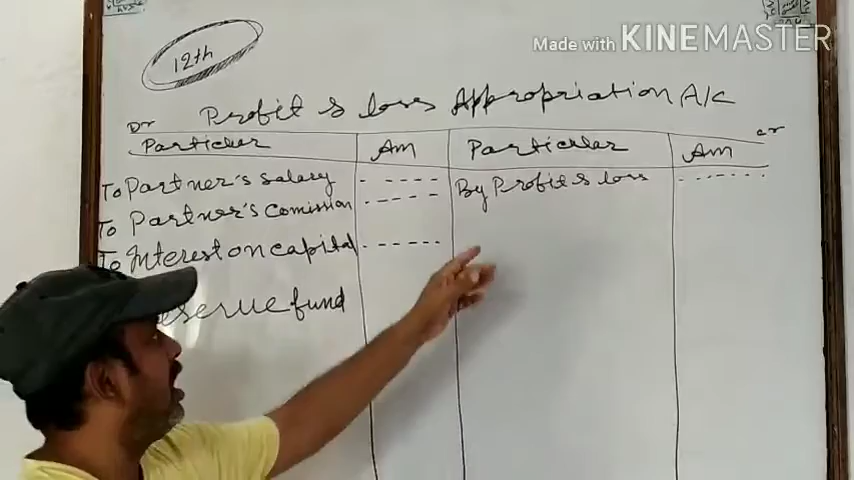 Made with KINEMASTER
12th
Profit & loss Appropriation A/c
Dr cr
Particular Am Particular Am
To Partner's salary - - - - - By Profit & loss - - - - - -
To Partner's Comission - - - - -
To Interest on capital - - - - -
fund